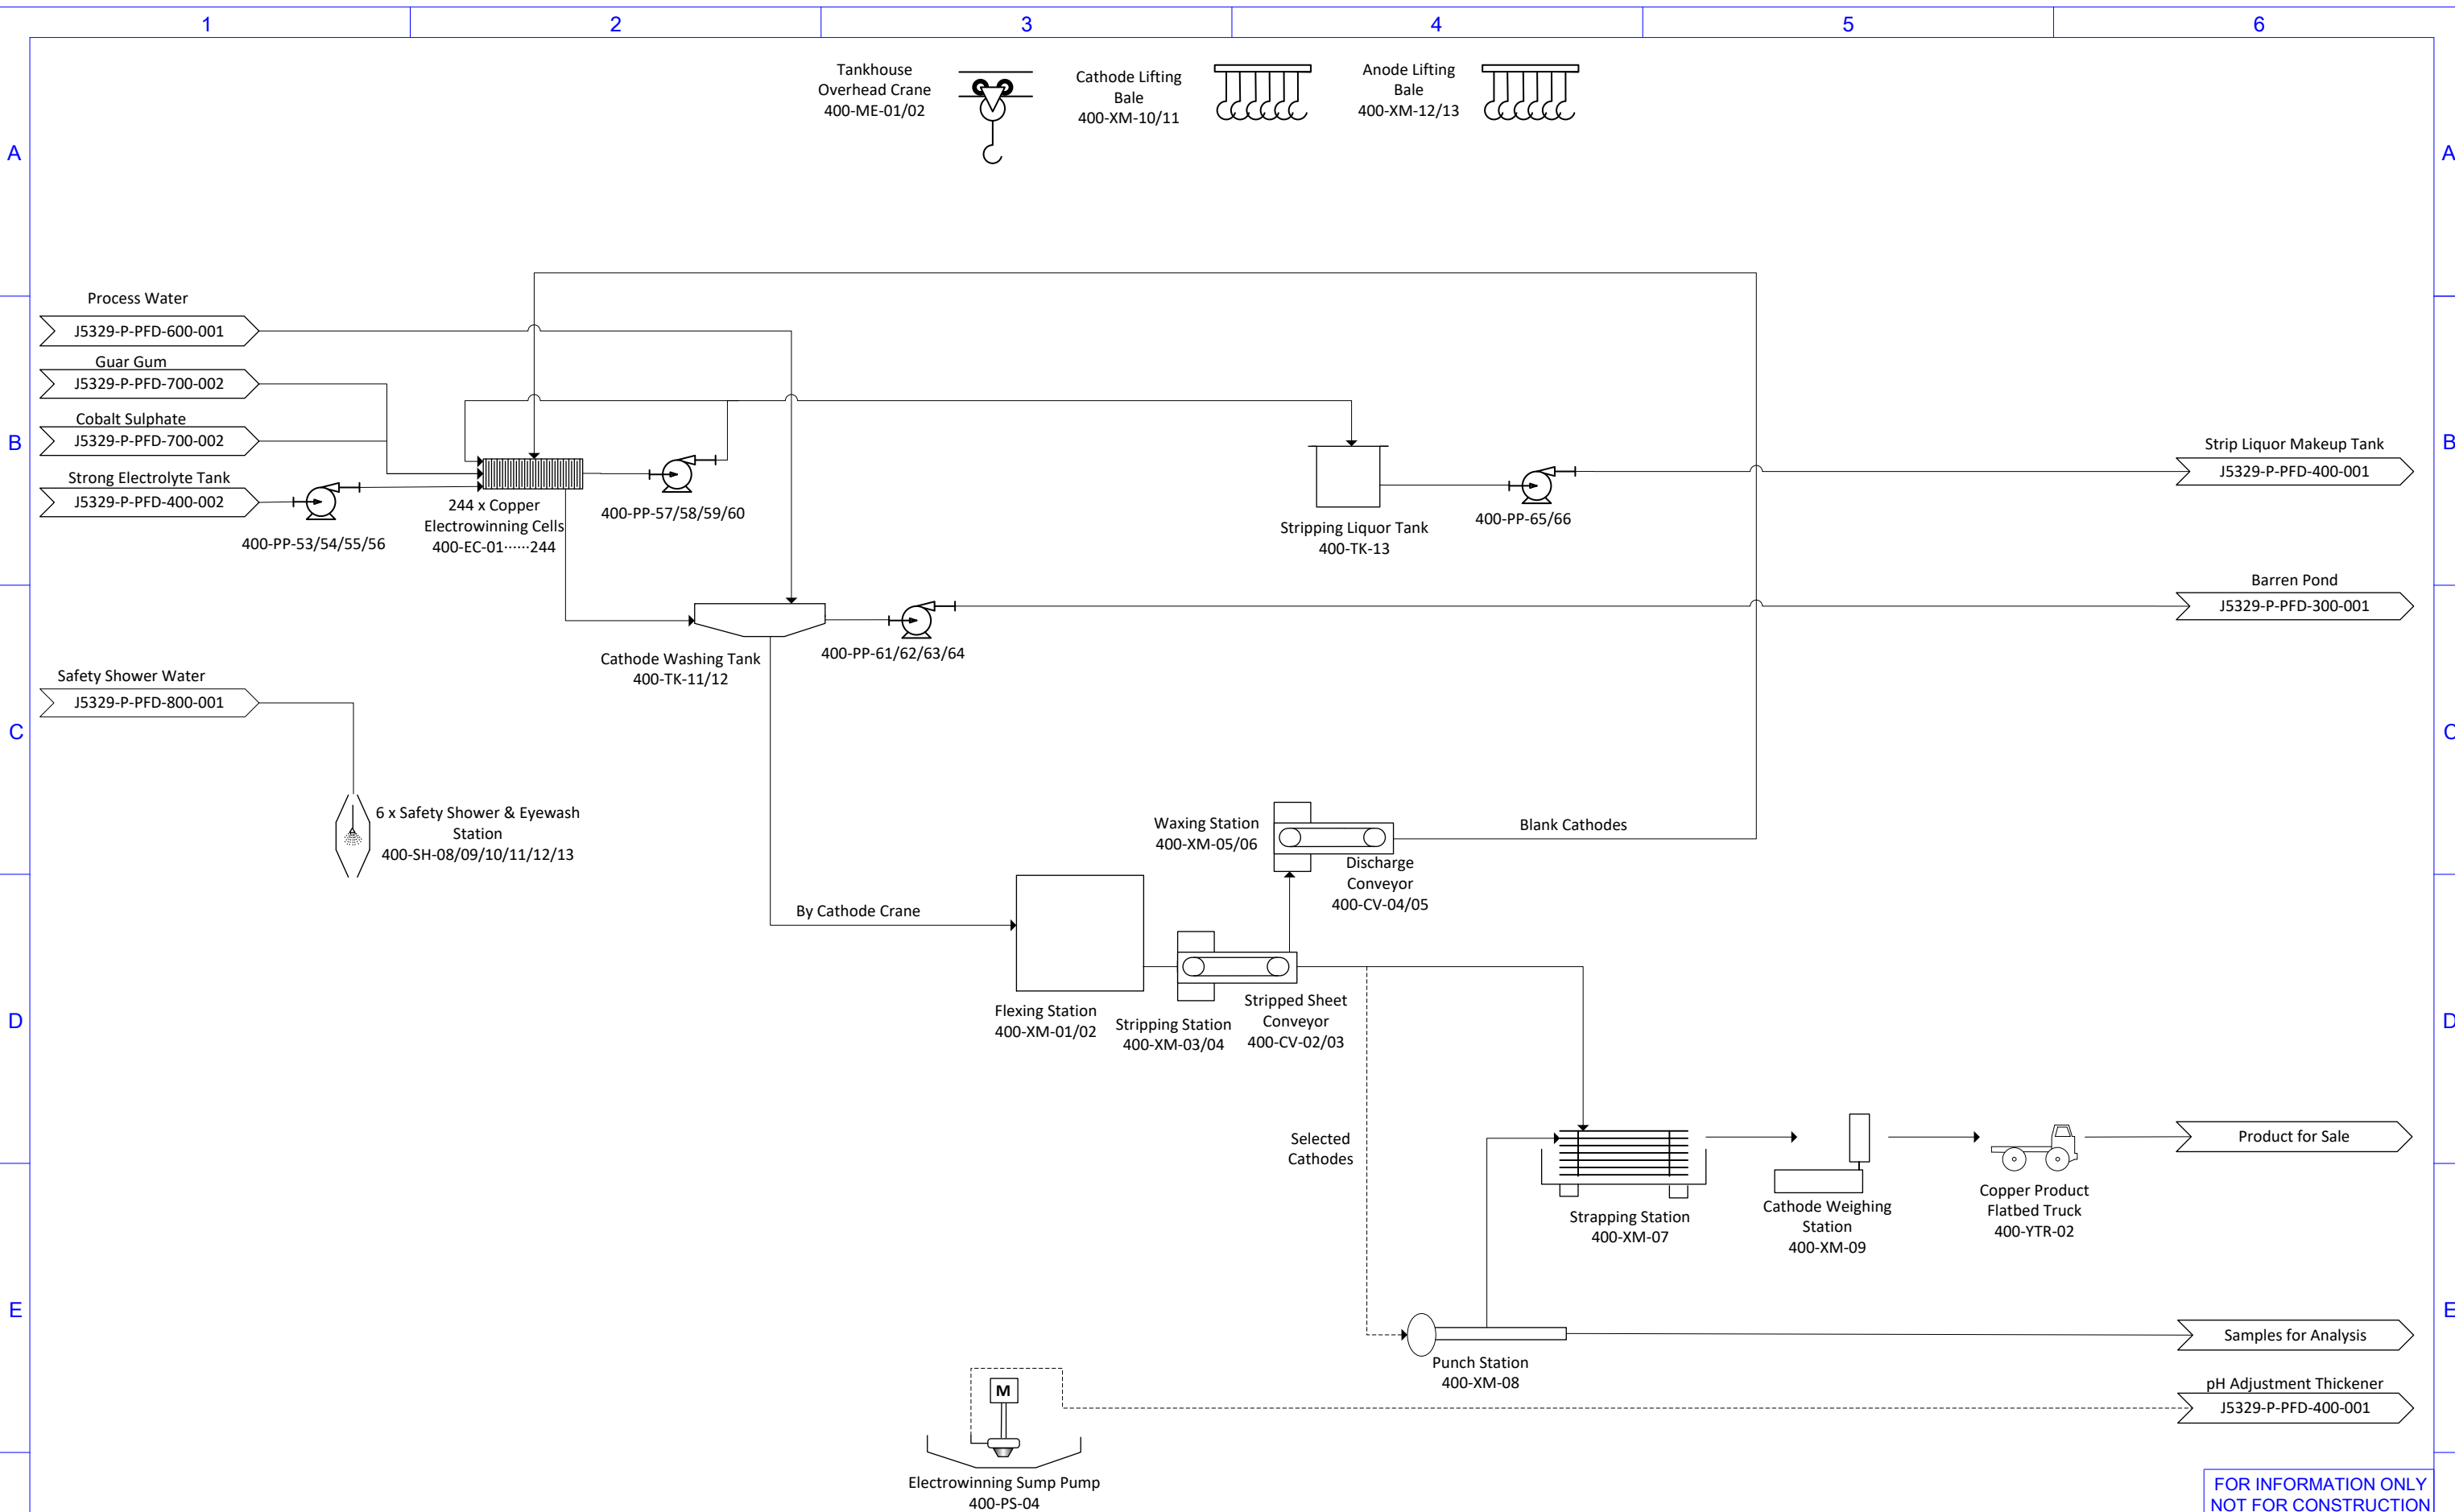 1
2
3
4
5
6
Tankhouse
Overhead Crane
400-ME-01/02
Cathode Lifting
Bale
400-XM-10/11
Anode Lifting
Bale
400-XM-12/13
A
A
Process Water
J5329-P-PFD-600-001
Guar Gum
J5329-P-PFD-700-002
Cobalt Sulphate
J5329-P-PFD-700-002
Strong Electrolyte Tank
J5329-P-PFD-400-002
400-PP-53/54/55/56
244 x Copper
Electrowinning Cells
400-EC-01······244
400-PP-57/58/59/60
Stripping Liquor Tank
400-TK-13
400-PP-65/66
Strip Liquor Makeup Tank
J5329-P-PFD-400-001
B
B
Barren Pond
J5329-P-PFD-300-001
Cathode Washing Tank
400-TK-11/12
400-PP-61/62/63/64
Safety Shower Water
J5329-P-PFD-800-001
C
C
6 x Safety Shower & Eyewash
Station
400-SH-08/09/10/11/12/13
Waxing Station
400-XM-05/06
Blank Cathodes
Discharge
Conveyor
400-CV-04/05
By Cathode Crane
Flexing Station
400-XM-01/02
Stripping Station
400-XM-03/04
Stripped Sheet
Conveyor
400-CV-02/03
D
D
Selected
Cathodes
Product for Sale
Strapping Station
400-XM-07
Cathode Weighing
Station
400-XM-09
Copper Product
Flatbed Truck
400-YTR-02
E
E
Samples for Analysis
Punch Station
400-XM-08
M
pH Adjustment Thickener
J5329-P-PFD-400-001
Electrowinning Sump Pump
400-PS-04
FOR INFORMATION ONLY
NOT FOR CONSTRUCTION